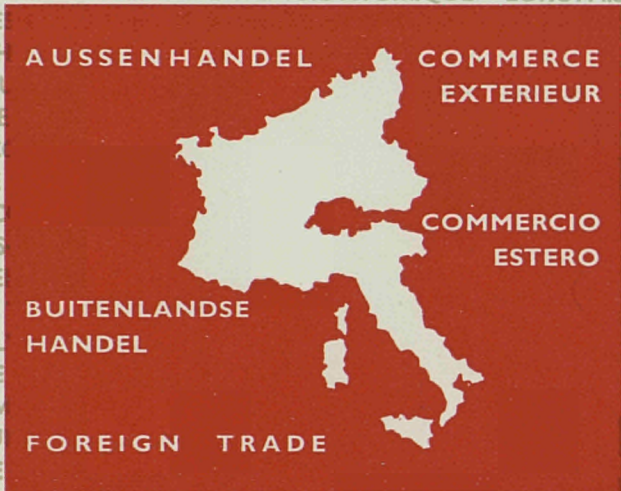 AUSSENHANDEL
COMMERCE
EXTERIEUR
COMMERCIO
ESTERO
BUITENLANDSE
HANDEL
FOREIGN TRADE